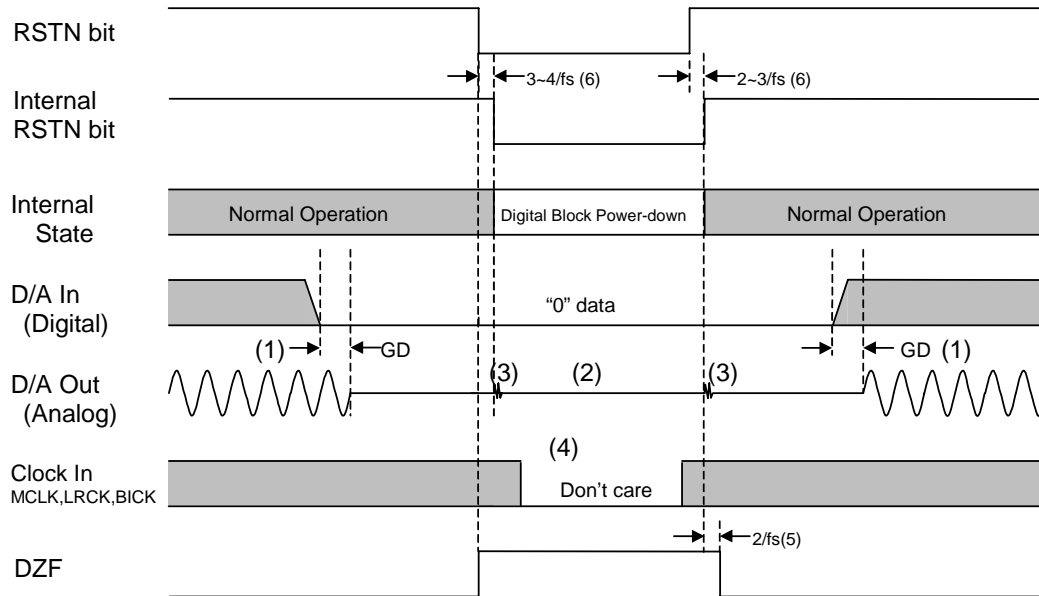 RSTN bit
3~4/fs (6)
2~3/fs (6)
Internal
RSTN bit
Internal
State
Normal Operation
Digital Block Power-down
Normal Operation
D/A In
(Digital)
“0” data
(1)
GD
GD
(1)
D/A Out
(Analog)
(3)
(2)
(3)
(4)
Clock In
MCLK,LRCK,BICK
Don’t care
2/fs(5)
DZF